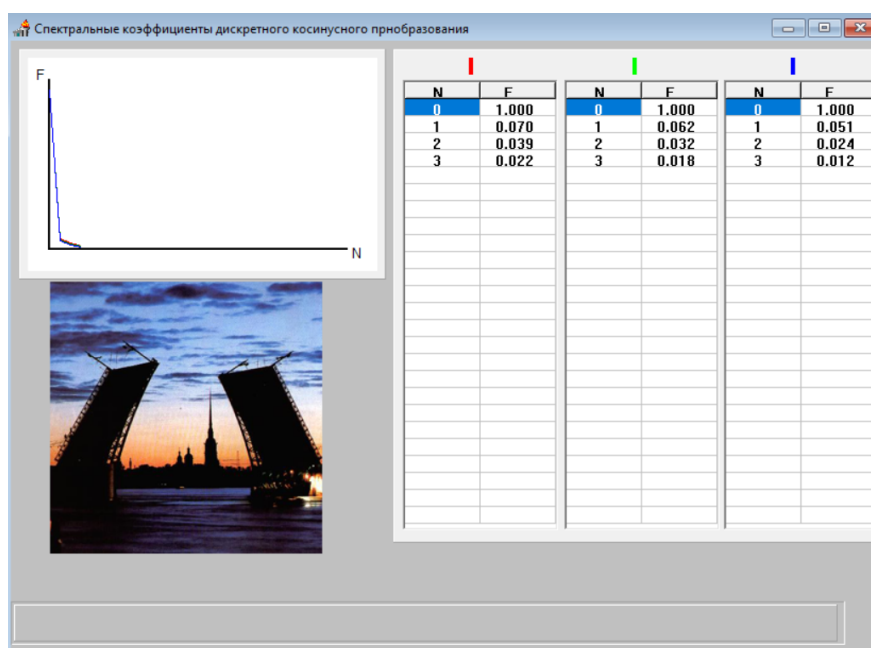 Спектральные коэффициенты дискретного косинусного прнобразования
F
N
N F N F N F
0 1.000 0 1.000 0 1.000
1 0.070 1 0.062 1 0.051
2 0.039 2 0.032 2 0.024
3 0.022 3 0.018 3 0.012